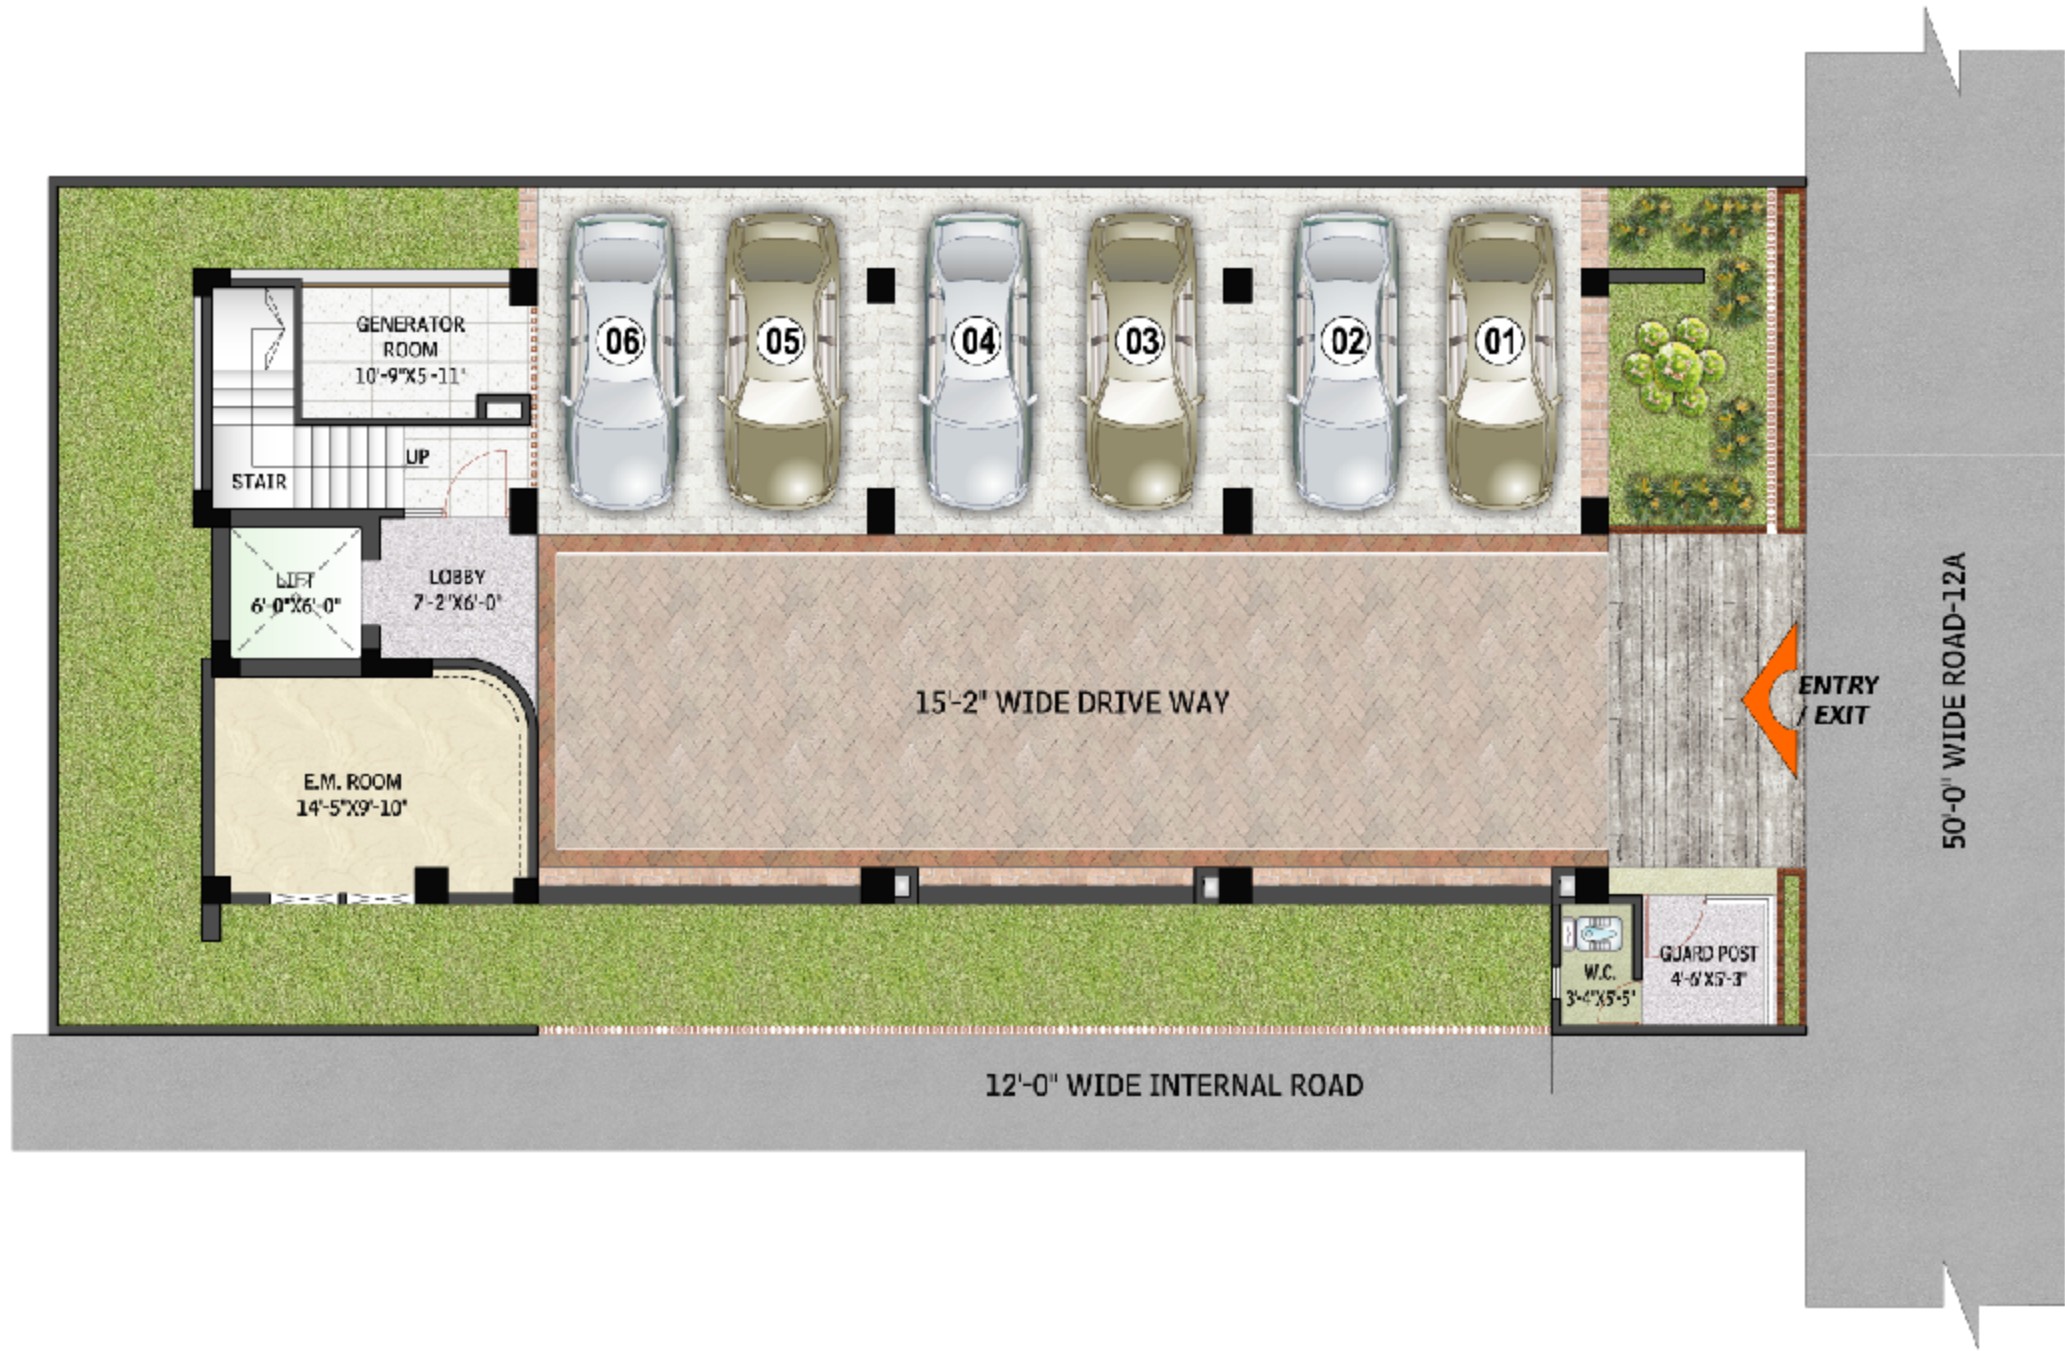 06
05
04
03
02
01
GENERATOR
ROOM
10'-9"X5'-11"
UP
STAIR
LIFT
6'-0"X6'-0"
LOBBY
7'-2"X6'-0"
15'-2" WIDE DRIVE WAY
ENTRY
/ EXIT
50'-0" WIDE ROAD-12A
E.M. ROOM
14'-5"X9'-10"
W.C.
3'-4"X5'-5"
GUARD POST
4'-6"X5'-3"
12'-0" WIDE INTERNAL ROAD